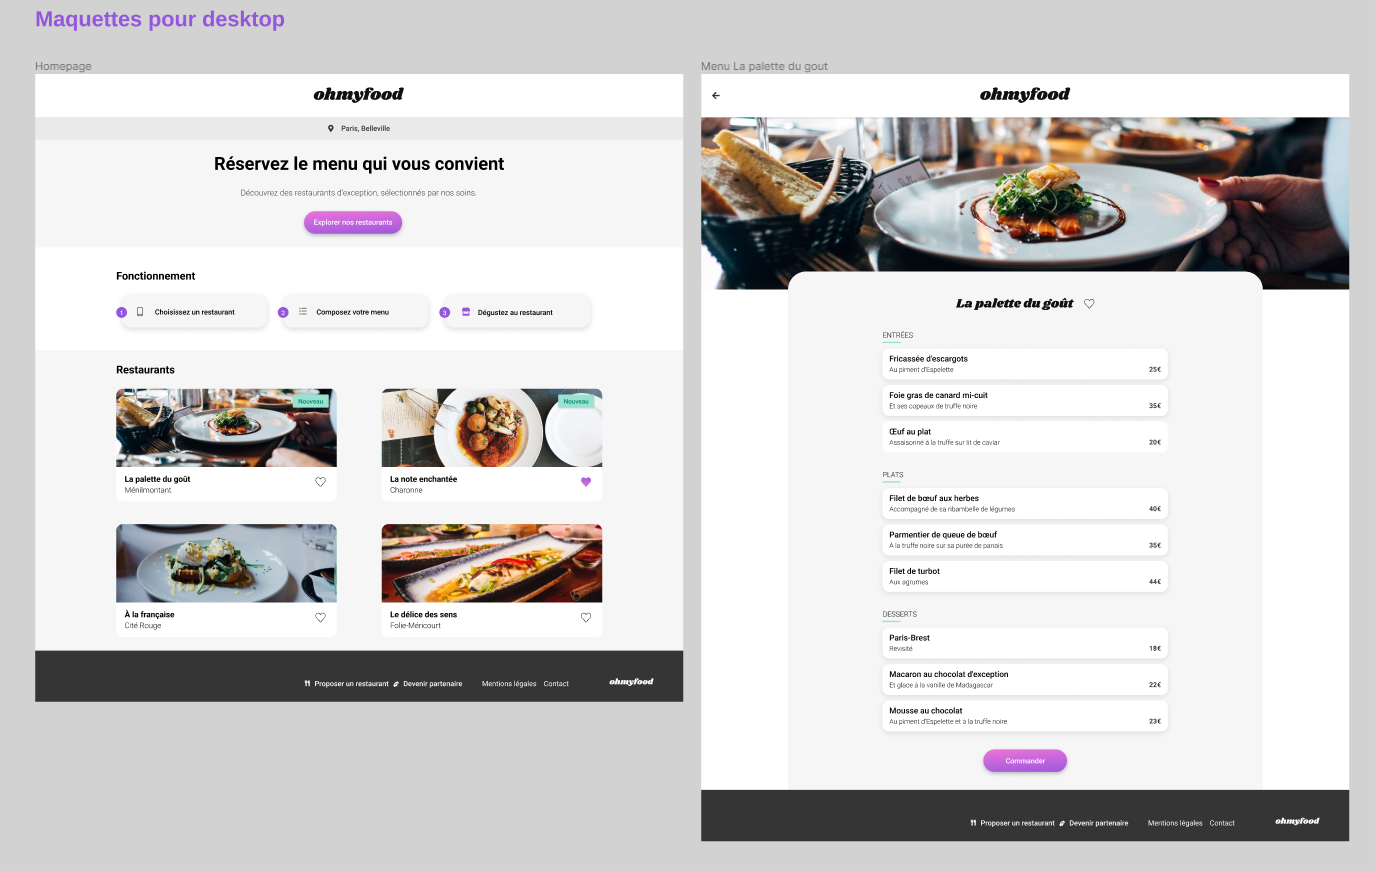 Maquettes pour desktop
Homepage
ohmyfood
Paris, Belleville
Réservez le menu qui vous convient
Découvrez des restaurants d'exception, sélectionnés par nos soins.
Explorer nos restaurants
Fonctionnement
1 Choisissez un restaurant
2 Composez votre menu
3 Dégustez au restaurant
Restaurants
Nouveau
La palette du goût
Ménilmontant
Nouveau
La note enchantée
Charonne
À la française
Cité Rouge
Le délice des sens
Folie-Méricourt
Proposer un restaurant Devenir partenaire Mentions légales Contact ohmyfood
Menu La palette du gout
ohmyfood
La palette du goût
ENTRÉES
Fricassée d'escargots
Au piment d'Espelette 25€
Foie gras de canard mi-cuit
Et ses copeaux de truffe noire 35€
Œuf au plat
Assaisonné à la truffe sur lit de caviar 20€
PLATS
Filet de bœuf aux herbes
Accompagné de sa ribambelle de légumes 40€
Parmentier de queue de bœuf
À la truffe noire sur sa purée de panais 35€
Filet de turbot
Aux agrumes 44€
DESSERTS
Paris-Brest
Revisité 18€
Macaron au chocolat d'exception
Et glace à la vanille de Madagascar 22€
Mousse au chocolat
Au piment d'Espelette et à la truffe noire 23€
Commander
Proposer un restaurant Devenir partenaire Mentions légales Contact ohmyfood